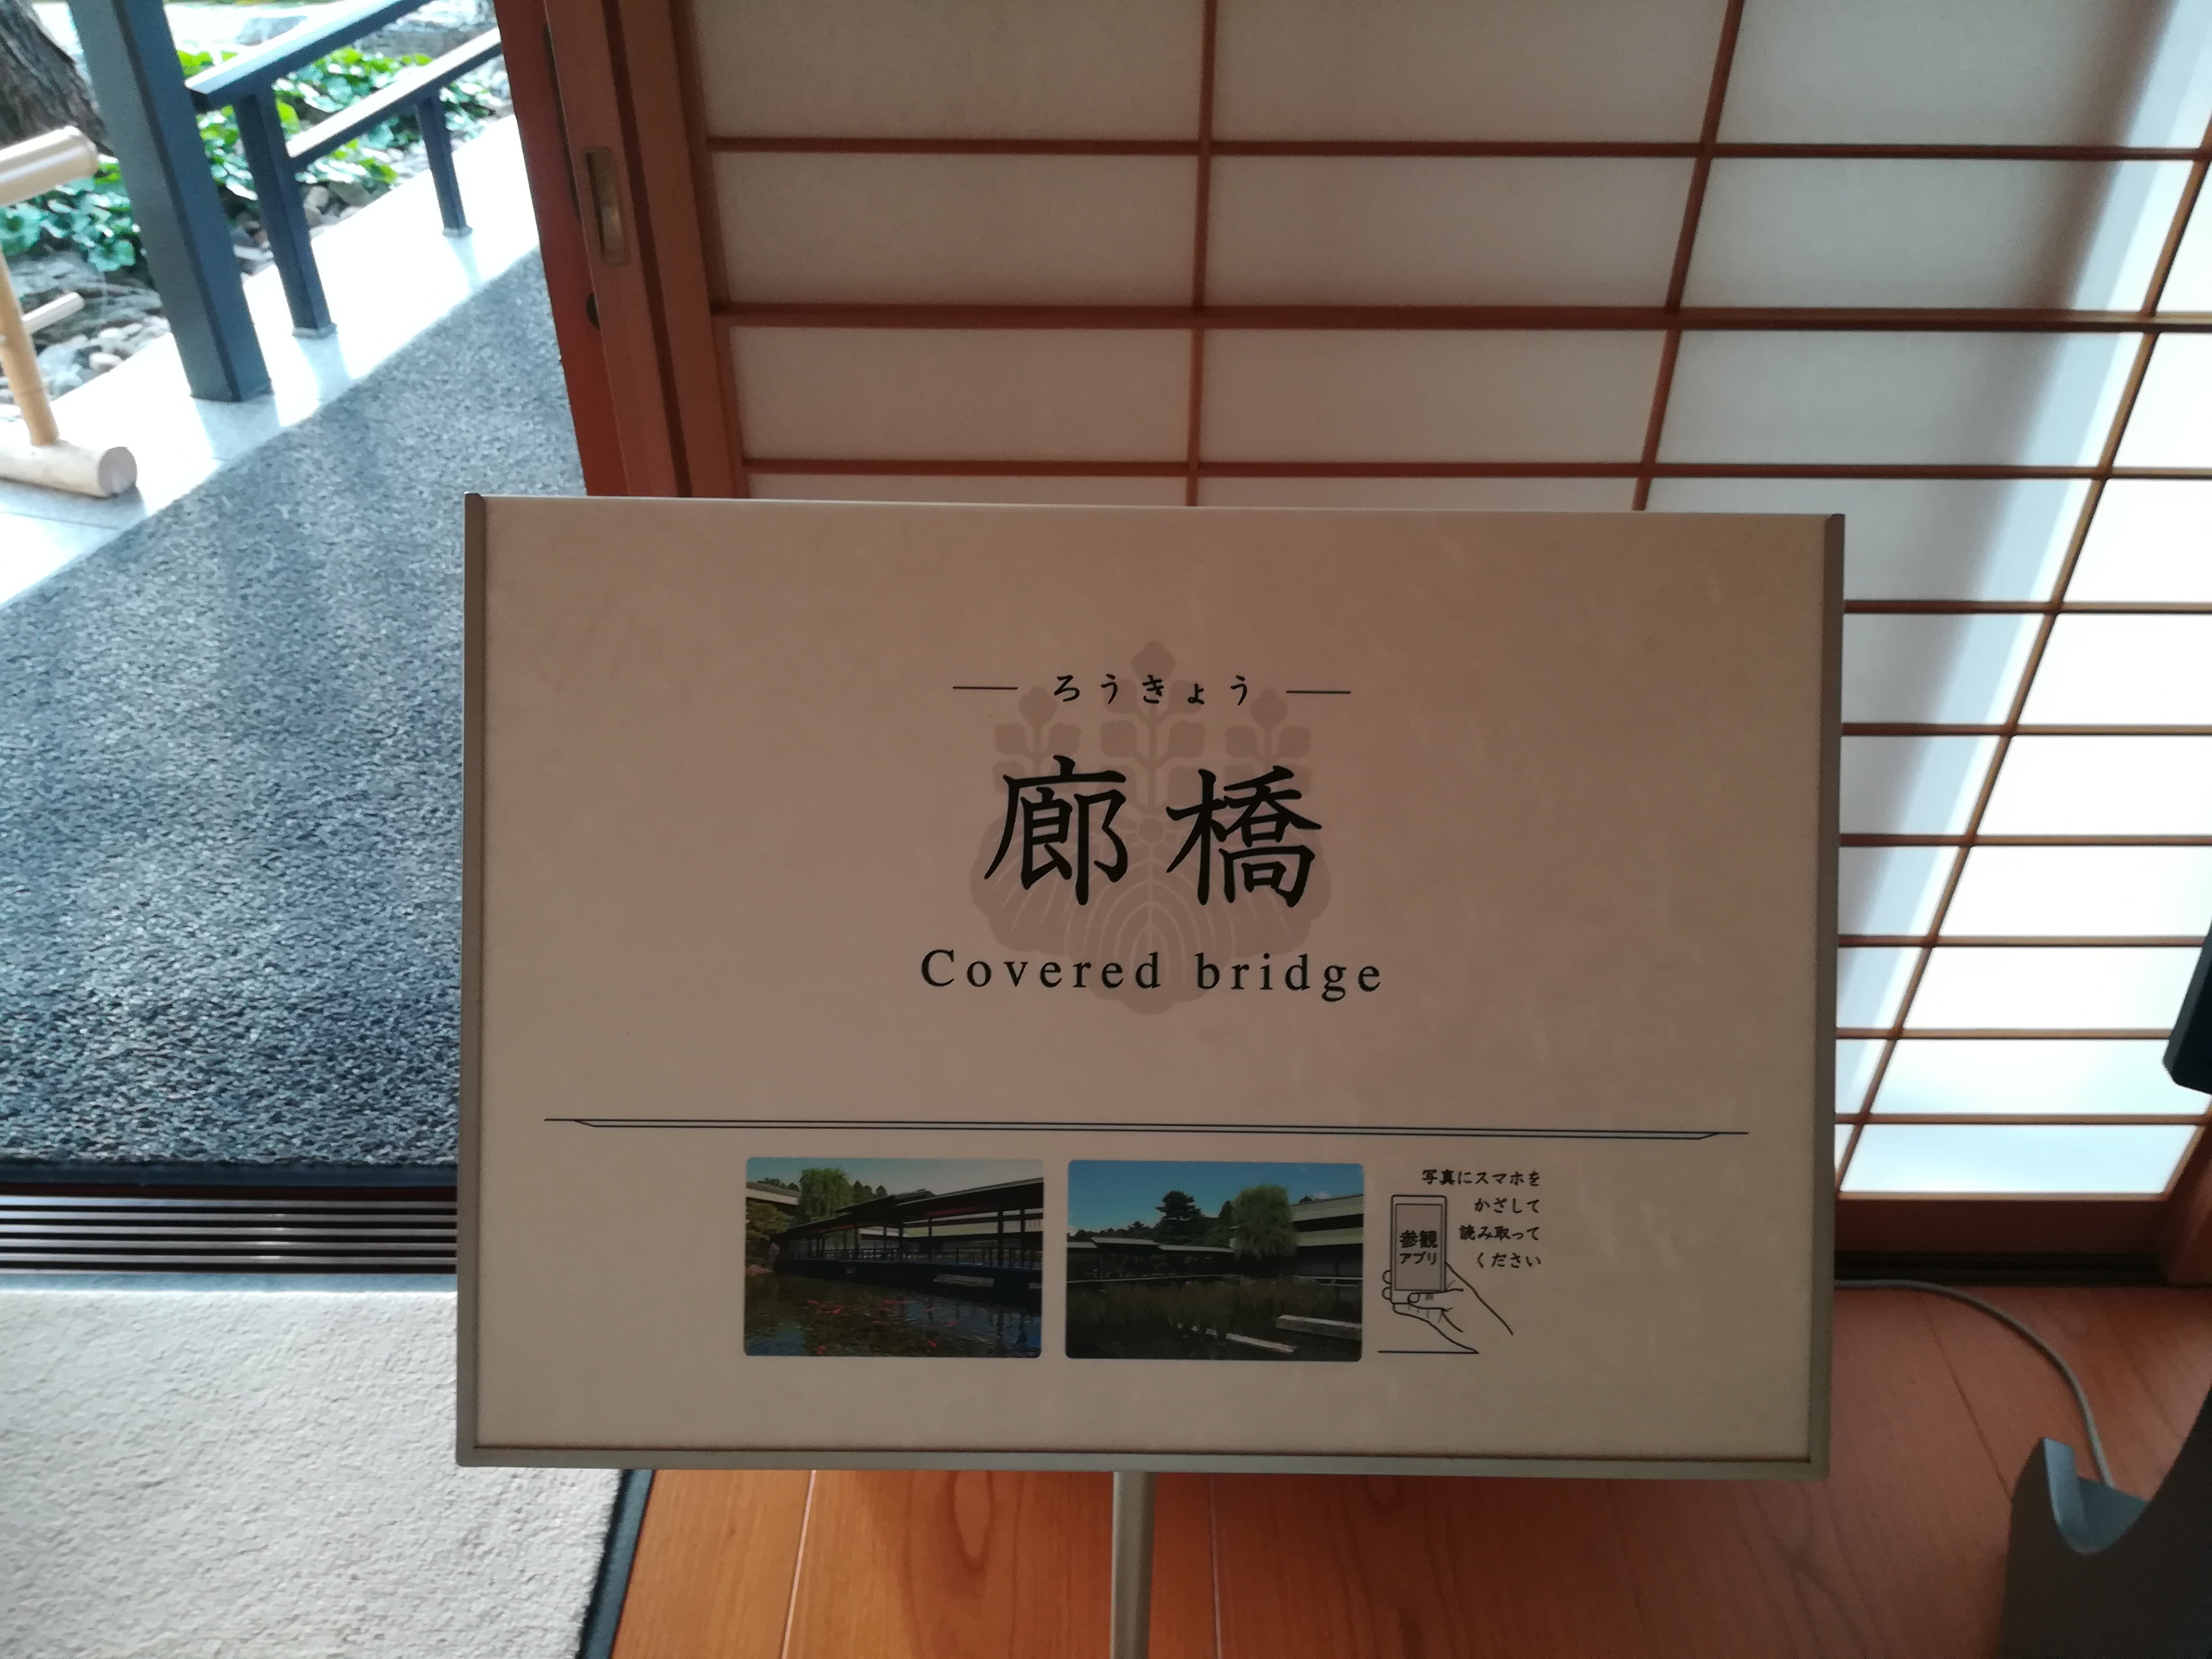 ろうきょう
廊橋
Covered bridge
写真にスマホを
かざして
読み取って
ください
参観
アプリ